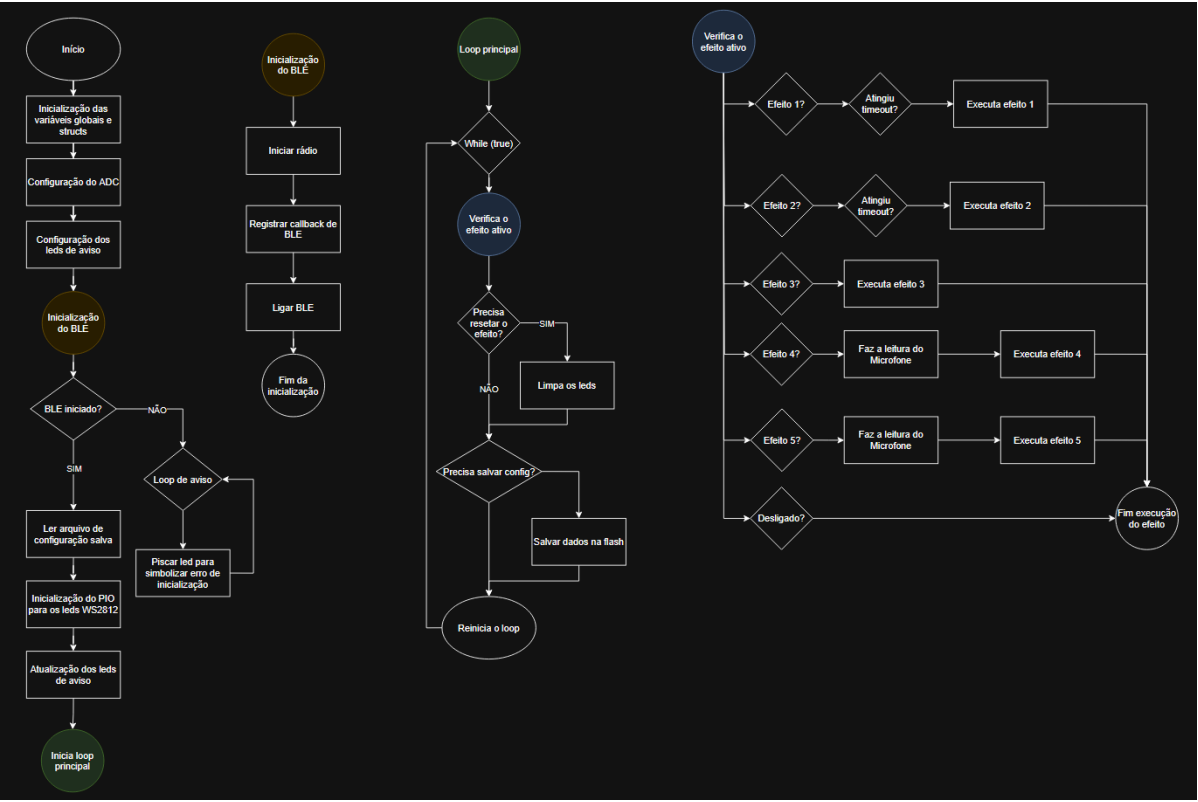 Início
Inicialização das
variáveis globais e
structs
Configuração do ADC
Configuração dos
leds de aviso
Inicialização
do BLE
BLE iniciado?
NÃO
SIM
Loop de aviso
Ler arquivo de
configuração salva
Piscar led para
simbolizar erro de
inicialização
Inicialização do PIO
para os leds WS2812
Atualização dos leds
de aviso
Inicia loop
principal
Inicialização
do BLE
Iniciar rádio
Registrar callback de
BLE
Ligar BLE
Fim da
inicialização
Loop principal
While (true)
Verifica o
efeito ativo
Precisa
resetar o
efeito?
SIM
Limpa os leds
NÃO
Precisa salvar config?
Salvar dados na flash
Reinicia o loop
Verifica o
efeito ativo
Efeito 1?
Atingiu
timeout?
Executa efeito 1
Efeito 2?
Atingiu
timeout?
Executa efeito 2
Efeito 3?
Executa efeito 3
Efeito 4?
Faz a leitura do
Microfone
Executa efeito 4
Efeito 5?
Faz a leitura do
Microfone
Executa efeito 5
Desligado?
Fim execução
do efeito